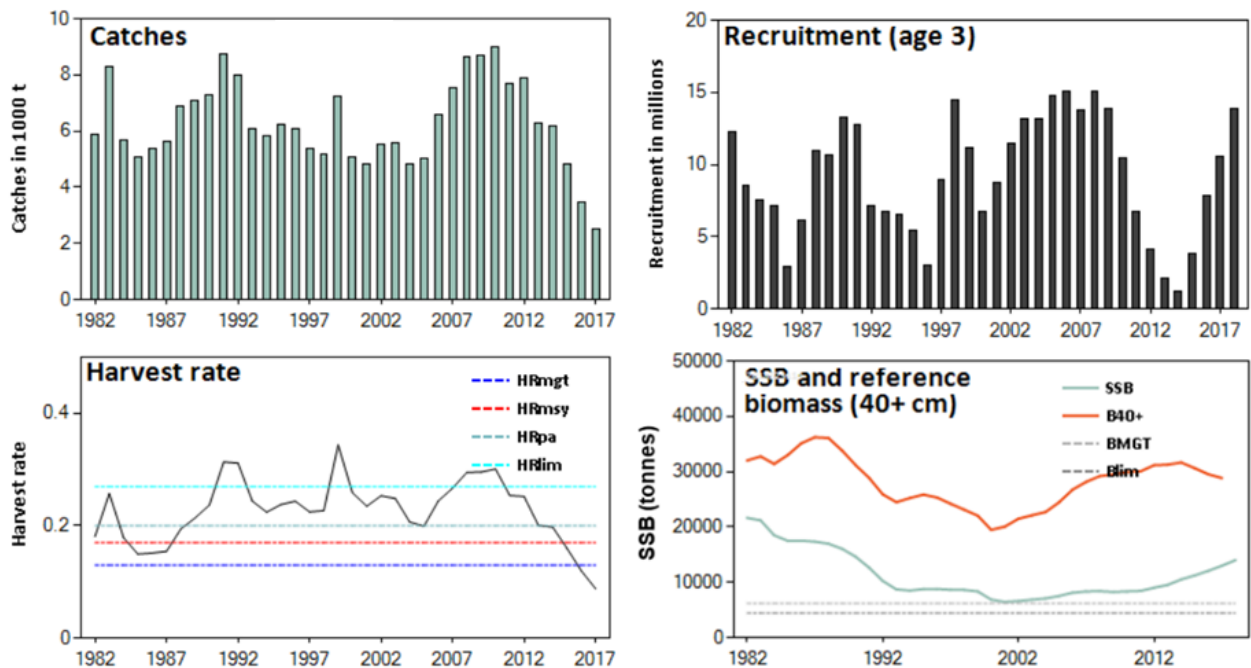 Catches
Catches in 1000 t
10
8
6
4
2
0
1982 1987 1992 1997 2002 2007 2012 2017
Recruitment (age 3)
Recruitment in millions
20
15
10
5
0
1982 1987 1992 1997 2002 2007 2012 2017
Harvest rate
Harvest rate
0.4
0.2
0
HRmgt
HRmsy
HRpa
HRlim
1982 1987 1992 1997 2002 2007 2012 2017
SSB and reference
biomass (40+ cm)
SSB (tonnes)
50000
40000
30000
20000
10000
0
SSB
B40+
BMGT
Blim
1982 1992 2002 2012